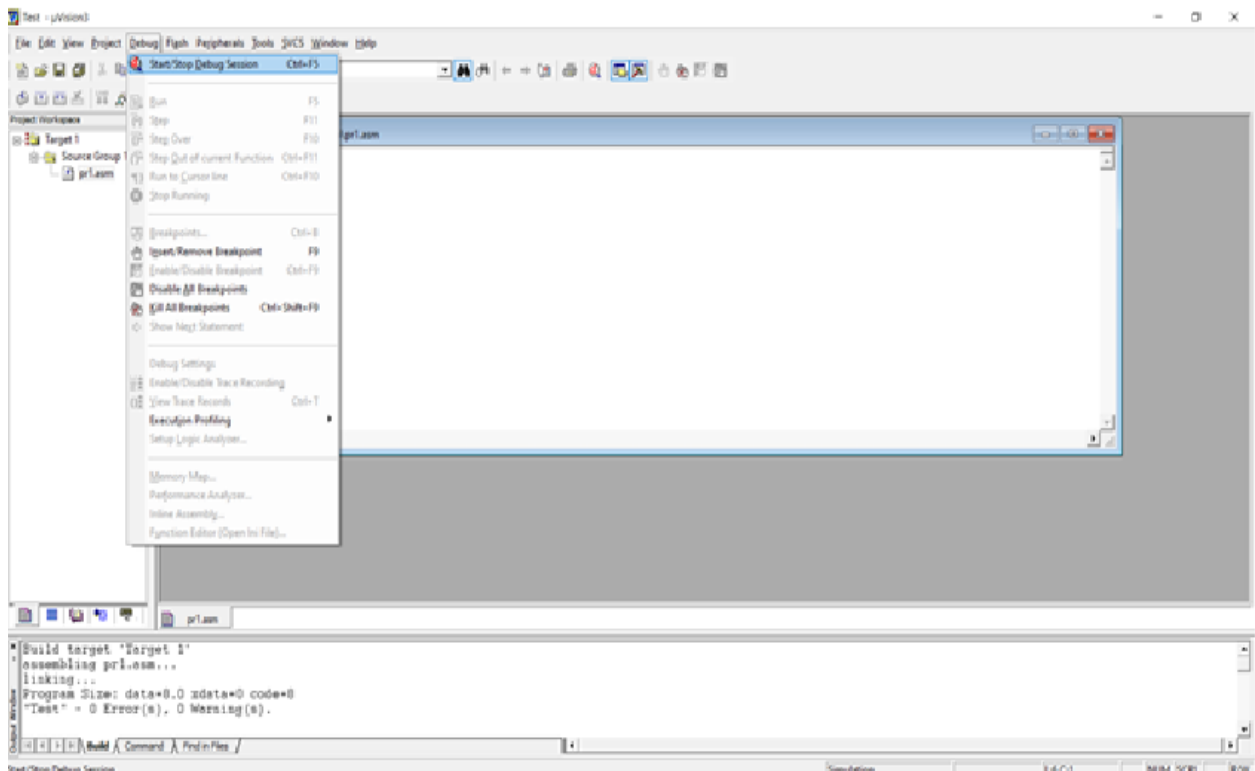 Test - µVision3
File Edit View Project Debug Flash Peripherals Tools SVCS Window Help
Start/Stop Debug Session Ctrl+F5
Run F5
Step F11
Step Over F10
Step Out of current Function Ctrl+F11
Run to Cursor line Ctrl+F10
Stop Running
Breakpoints... Ctrl+B
Insert/Remove Breakpoint F9
Enable/Disable Breakpoint Ctrl+F9
Disable All Breakpoints
Kill All Breakpoints Ctrl+Shift+F9
Show Next Statement
Debug Settings
Enable/Disable Trace Recording
View Trace Records Ctrl+T
Execution Profiling
Setup Logic Analyzer...
Memory Map...
Performance Analyzer...
Inline Assembly...
Function Editor (Open Ini File)...
Project Workspace
Target 1
Source Group 1
pr1.asm
\pr1.asm
pr1.asm
Build target 'Target 1'
assembling pr1.asm...
linking...
Program Size: data=8.0 xdata=0 code=8
"Test" - 0 Error(s), 0 Warning(s).
Output Window
Build Command Find in Files
Start/Stop Debug Session
Simulation
L:4 C:1
NUM SCRL R/W